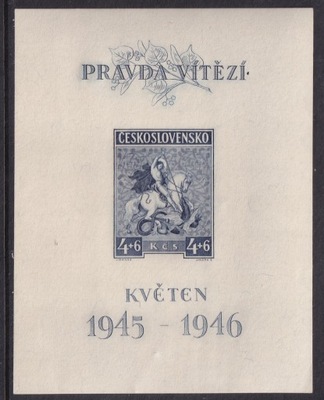 PRAVDA VÍTĚZÍ·
ČESKOSLOVENSKO
4+6 KČS 4+6
KVĚTEN
1945 - 1946